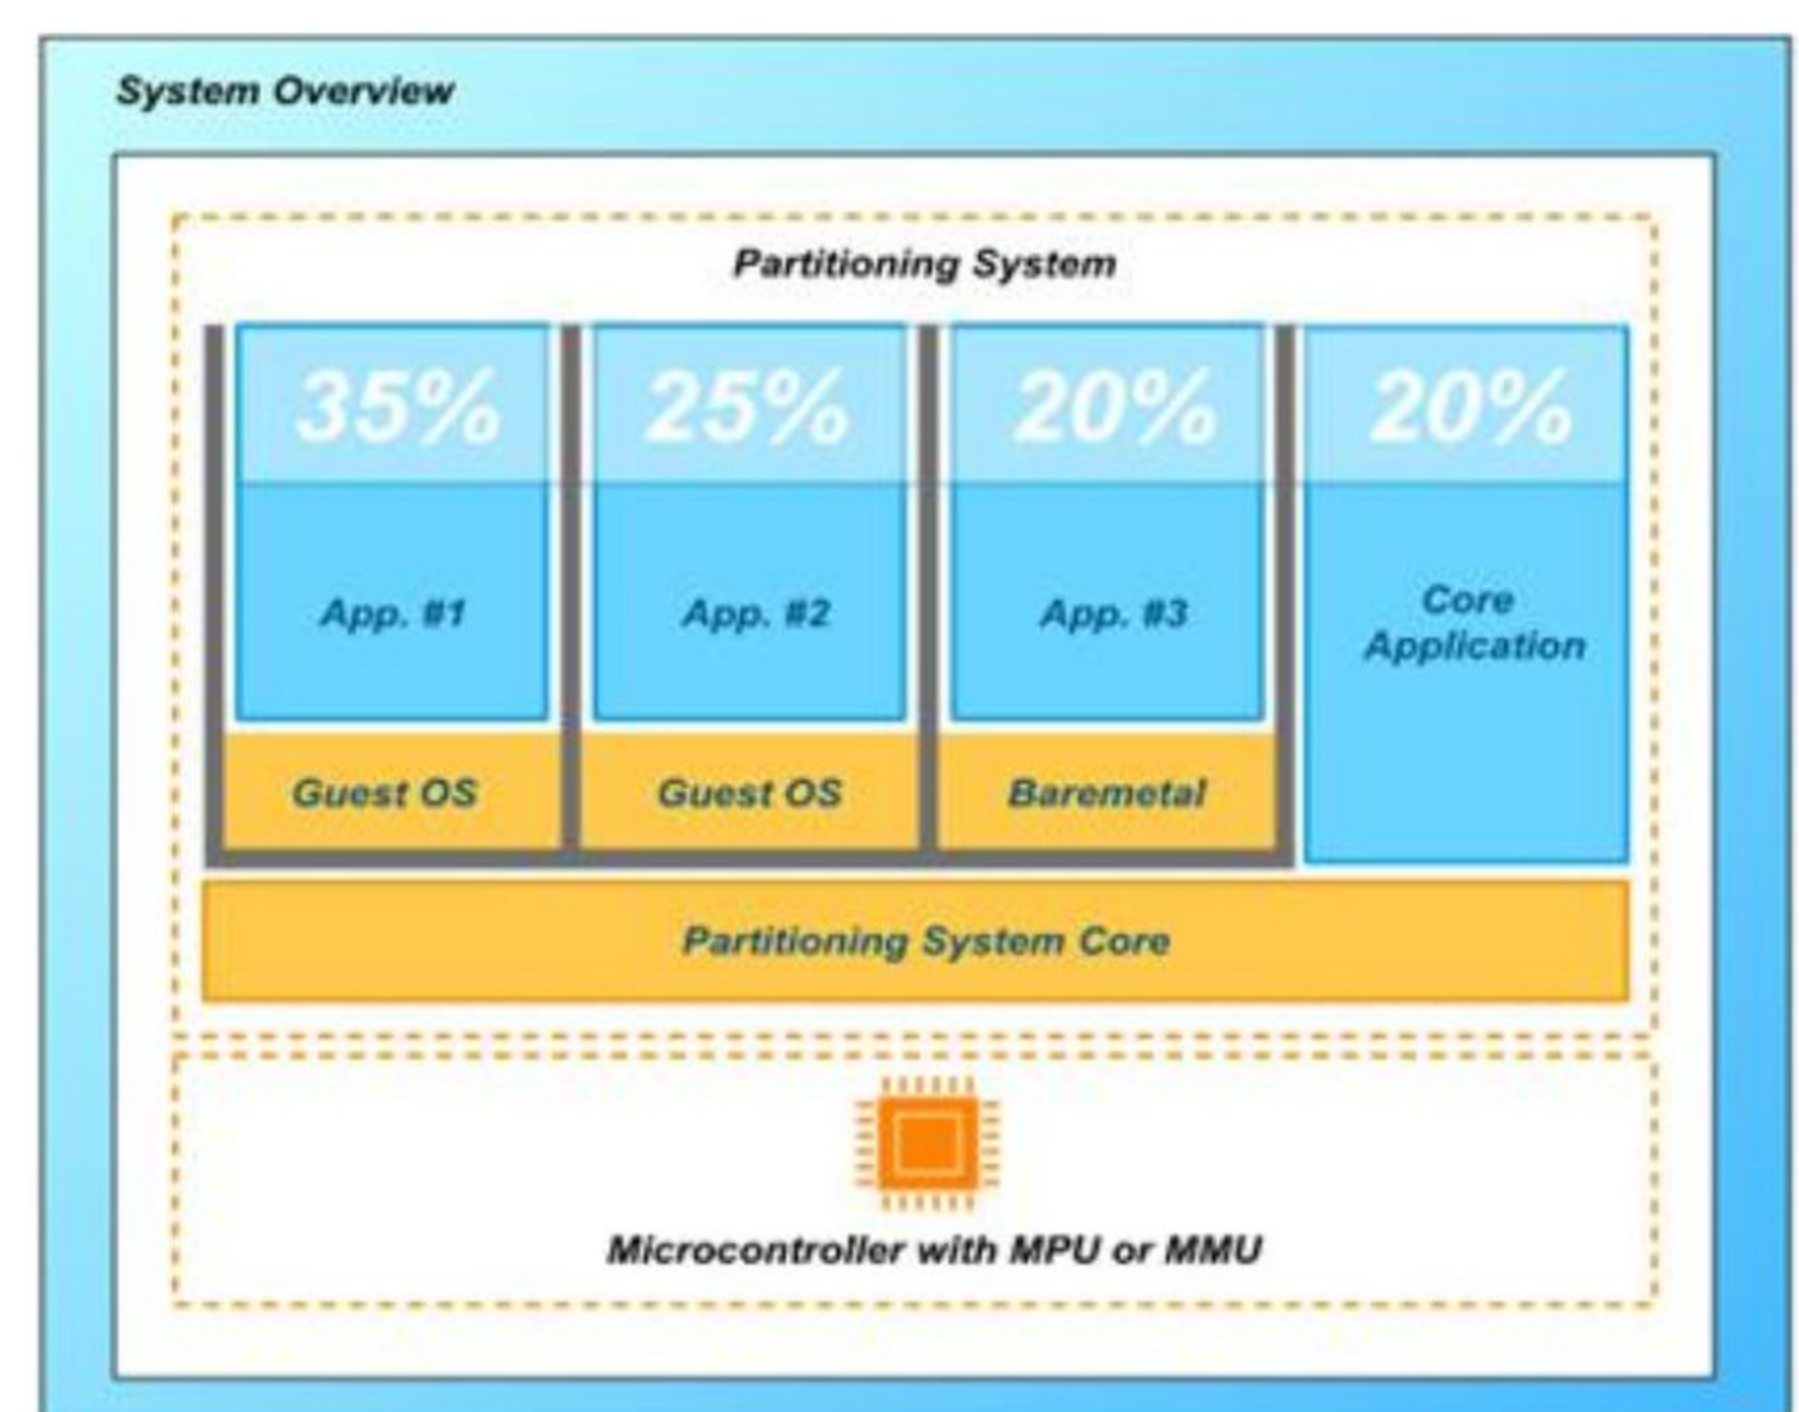 System Overview
Partitioning System
35%
25%
20%
20%
App. #1
App. #2
App. #3
Core
Application
Guest OS
Guest OS
Baremetal
Partitioning System Core
Microcontroller with MPU or MMU